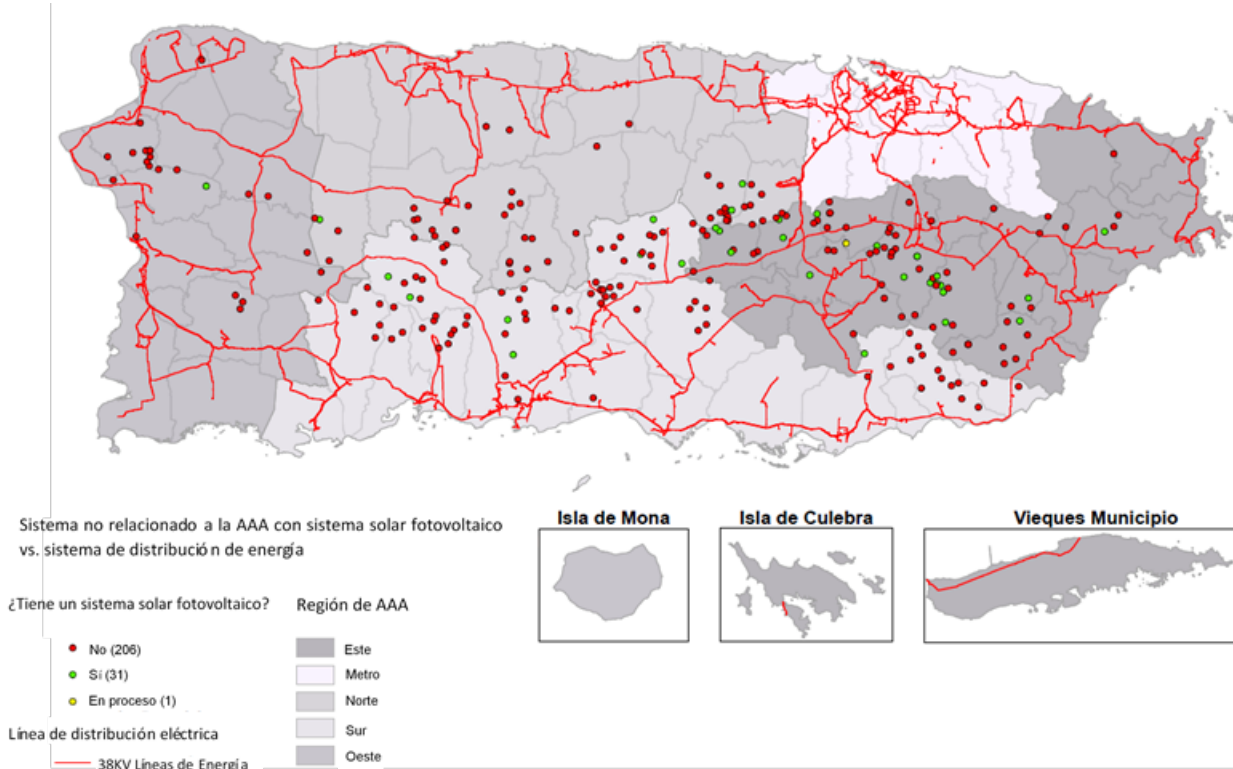 Sistema no relacionado a la AAA con sistema solar fotovoltaico
vs. sistema de distribución de energía
Isla de Mona
Isla de Culebra
Vieques Municipio
¿Tiene un sistema solar fotovoltaico?
No (206)
Sí (31)
En proceso (1)
Línea de distribución eléctrica
38KV Líneas de Energía
Región de AAA
Este
Metro
Norte
Sur
Oeste